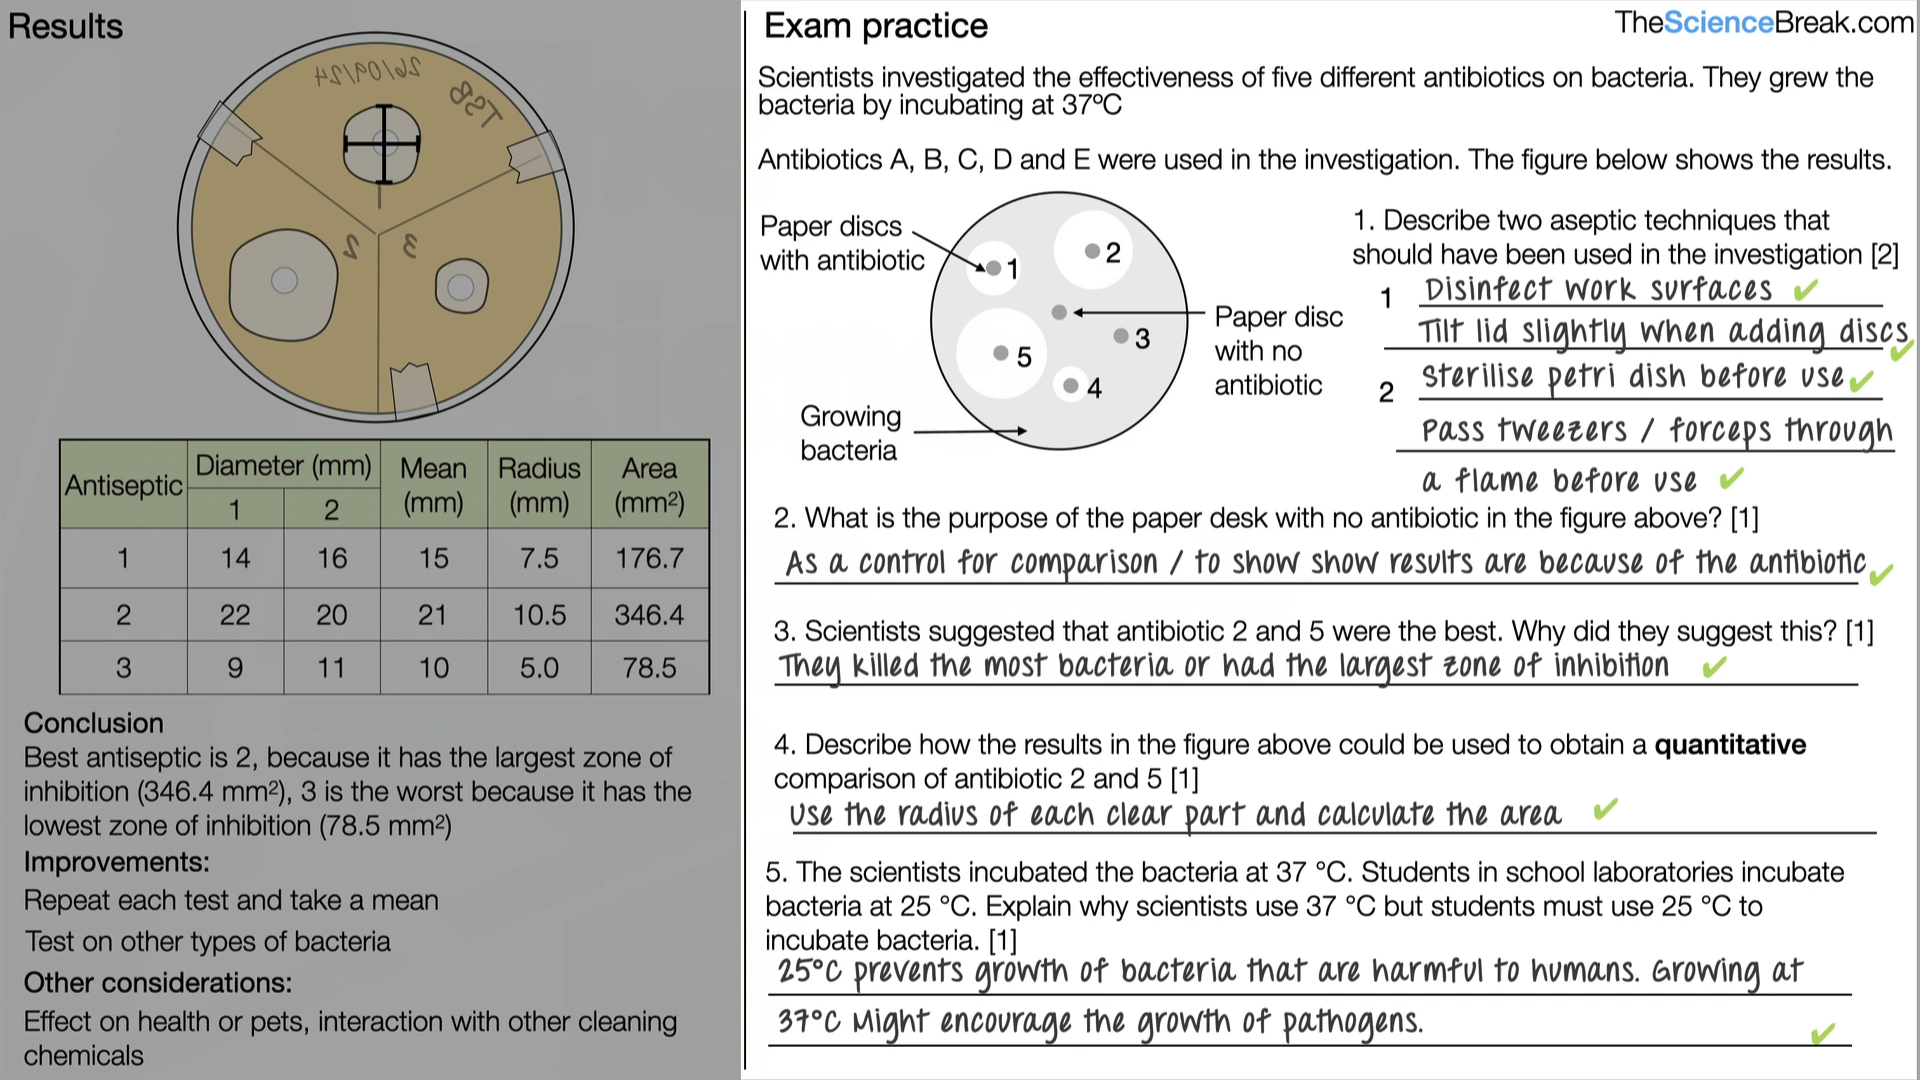 Results
26/09/24
TSB
2
3
Antiseptic
Diameter (mm)
Mean (mm)
Radius (mm)
Area (mm²)
1 2
1 14 16 15 7.5 176.7
2 22 20 21 10.5 346.4
3 9 11 10 5.0 78.5
Conclusion
Best antiseptic is 2, because it has the largest zone of
inhibition (346.4 mm²), 3 is the worst because it has the
lowest zone of inhibition (78.5 mm²)
Improvements:
Repeat each test and take a mean
Test on other types of bacteria
Other considerations:
Effect on health or pets, interaction with other cleaning
chemicals
Exam practice
TheScienceBreak.com
Scientists investigated the effectiveness of five different antibiotics on bacteria. They grew the
bacteria by incubating at 37ºC
Antibiotics A, B, C, D and E were used in the investigation. The figure below shows the results.
Paper discs
with antibiotic
1
2
3
4
5
Paper disc
with no
antibiotic
Growing
bacteria
1. Describe two aseptic techniques that
should have been used in the investigation [2]
1 Disinfect work surfaces ✔
Tilt lid slightly when adding discs ✔
2 Sterilise petri dish before use ✔
Pass tweezers / forceps through
a flame before use ✔
2. What is the purpose of the paper desk with no antibiotic in the figure above? [1]
As a control for comparison / to show show results are because of the antibiotic ✔
3. Scientists suggested that antibiotic 2 and 5 were the best. Why did they suggest this? [1]
They killed the most bacteria or had the largest zone of inhibition ✔
4. Describe how the results in the figure above could be used to obtain a quantitative
comparison of antibiotic 2 and 5 [1]
Use the radius of each clear part and calculate the area ✔
5. The scientists incubated the bacteria at 37 °C. Students in school laboratories incubate
bacteria at 25 °C. Explain why scientists use 37 °C but students must use 25 °C to
incubate bacteria. [1]
25°C prevents growth of bacteria that are harmful to humans. Growing at
37°C Might encourage the growth of pathogens. ✔